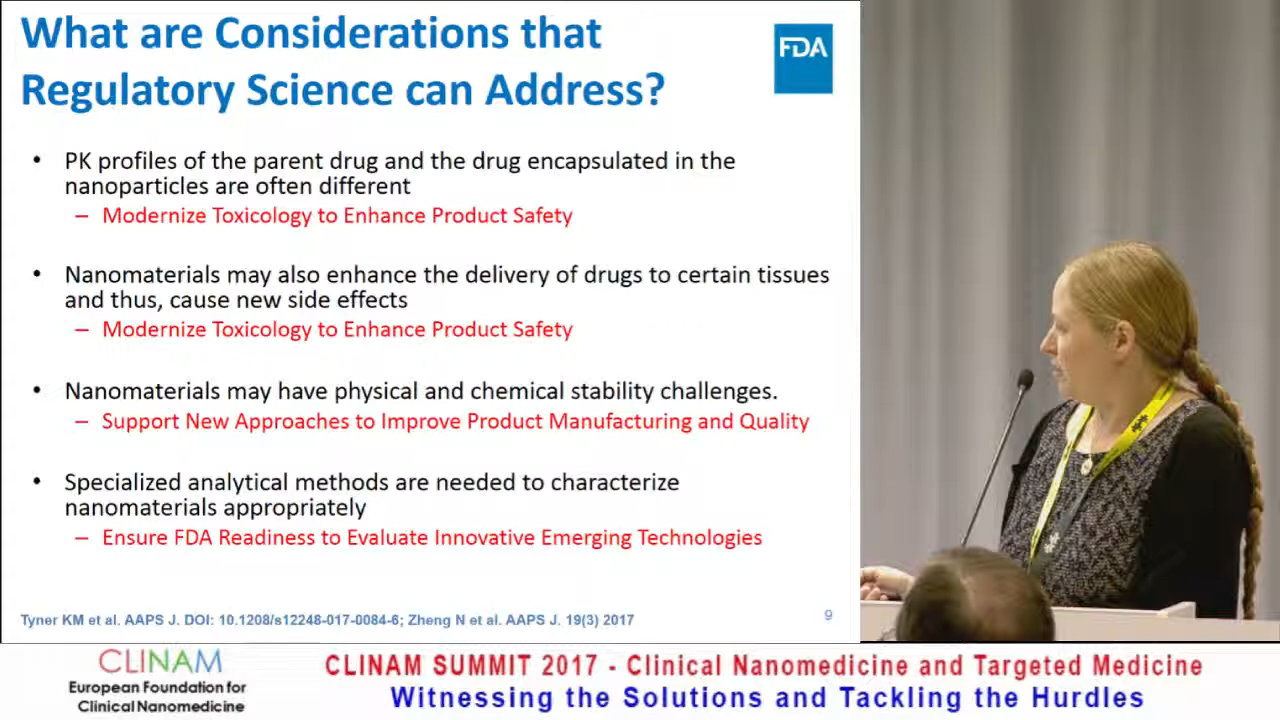 What are Considerations that
Regulatory Science can Address?
FDA
• PK profiles of the parent drug and the drug encapsulated in the
nanoparticles are often different
– Modernize Toxicology to Enhance Product Safety
• Nanomaterials may also enhance the delivery of drugs to certain tissues
and thus, cause new side effects
– Modernize Toxicology to Enhance Product Safety
• Nanomaterials may have physical and chemical stability challenges.
– Support New Approaches to Improve Product Manufacturing and Quality
• Specialized analytical methods are needed to characterize
nanomaterials appropriately
– Ensure FDA Readiness to Evaluate Innovative Emerging Technologies
Tyner KM et al. AAPS J. DOI: 10.1208/s12248-017-0084-6; Zheng N et al. AAPS J. 19(3) 2017
9
CLINAM
European Foundation for
Clinical Nanomedicine
CLINAM SUMMIT 2017 - Clinical Nanomedicine and Targeted Medicine
Witnessing the Solutions and Tackling the Hurdles